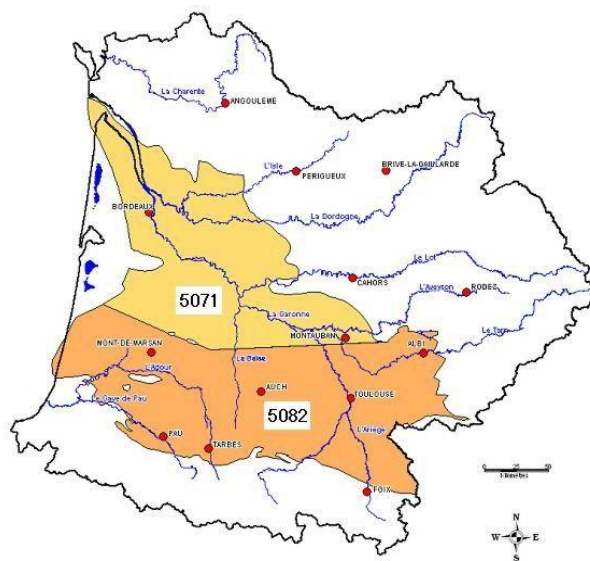 La Charente
ANGOULEME
L'Isle
PERIGUEUX
BRIVE-LA-GAILLARDE
BORDEAUX
La Dordogne
Le Lot
CAHORS
L'Aveyron
RODEZ
5071
La Garonne
MONTAUBAN
Le Tarn
MONT-DE-MARSAN
ALBI
L'Adour
La Baïse
AUCH
TOULOUSE
Le Gave de Pau
5082
PAU
L'Ariège
TARBES
FOIX
50
Kilomètres
N
W
E
S